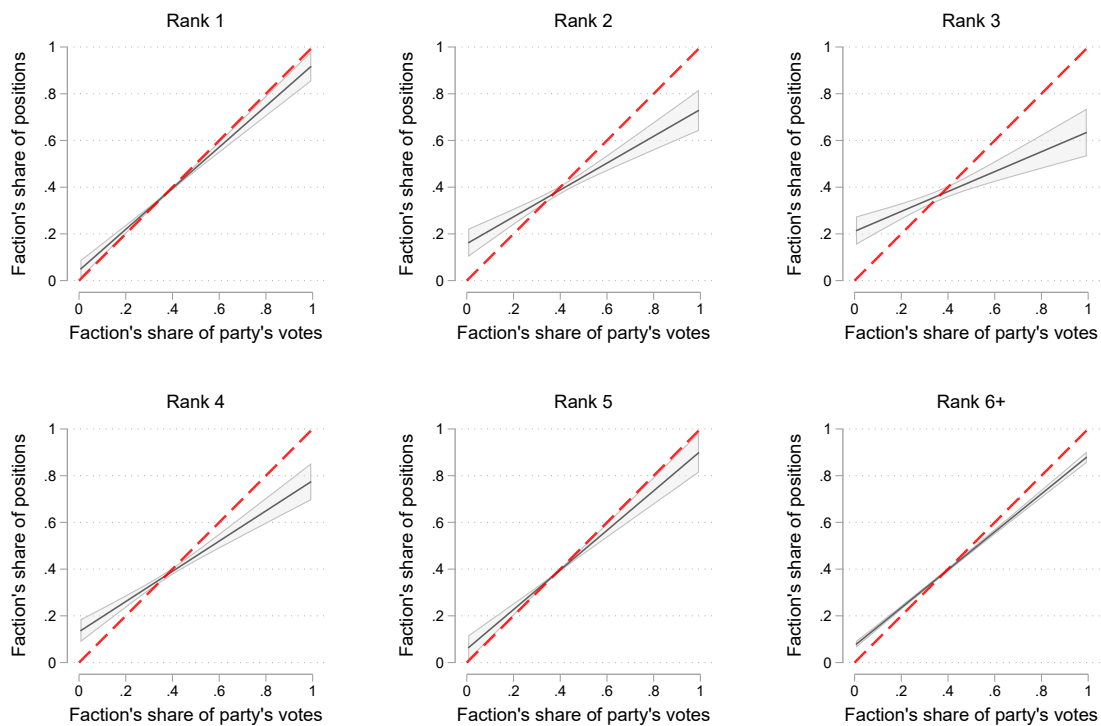 Rank 1
Faction's share of positions
1
.8
.6
.4
.2
0
0 .2 .4 .6 .8 1
Faction's share of party's votes
Rank 2
Faction's share of positions
1
.8
.6
.4
.2
0
0 .2 .4 .6 .8 1
Faction's share of party's votes
Rank 3
Faction's share of positions
1
.8
.6
.4
.2
0
0 .2 .4 .6 .8 1
Faction's share of party's votes
Rank 4
Faction's share of positions
1
.8
.6
.4
.2
0
0 .2 .4 .6 .8 1
Faction's share of party's votes
Rank 5
Faction's share of positions
1
.8
.6
.4
.2
0
0 .2 .4 .6 .8 1
Faction's share of party's votes
Rank 6+
Faction's share of positions
1
.8
.6
.4
.2
0
0 .2 .4 .6 .8 1
Faction's share of party's votes